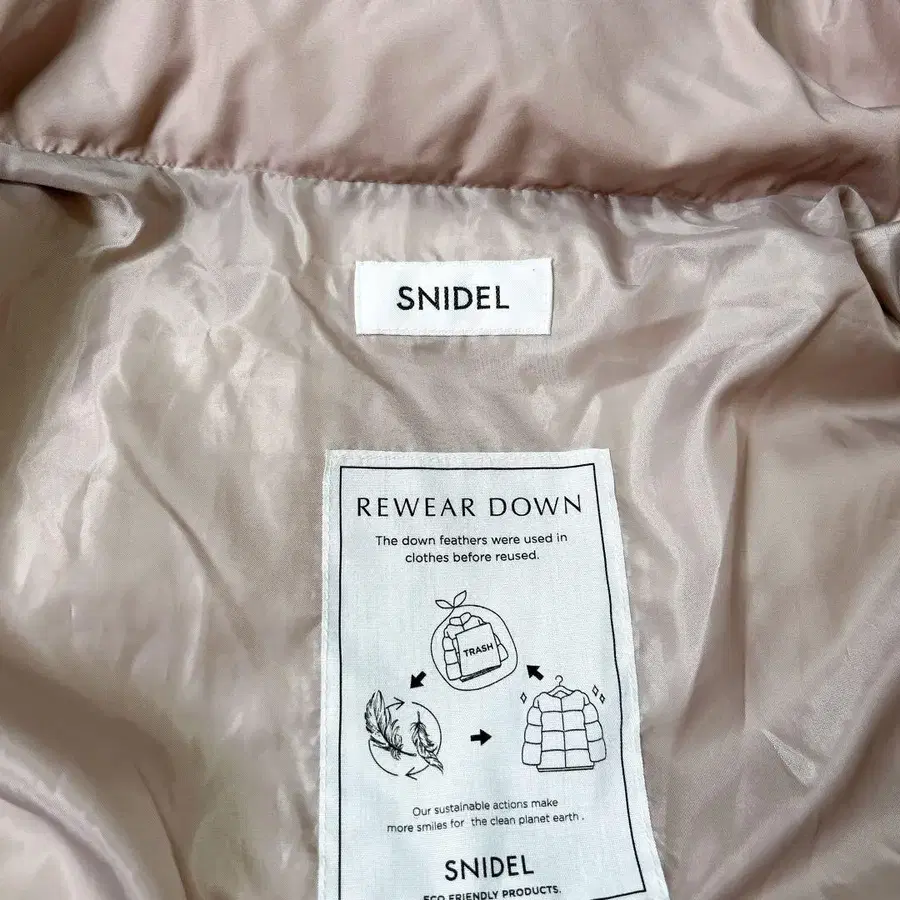 SNIDEL
REWEAR DOWN
The down feathers were used in
clothes before reused.
TRASH
Our sustainable actions make
more smiles for the clean planet earth.
SNIDEL
ECO FRIENDLY PRODUCTS.